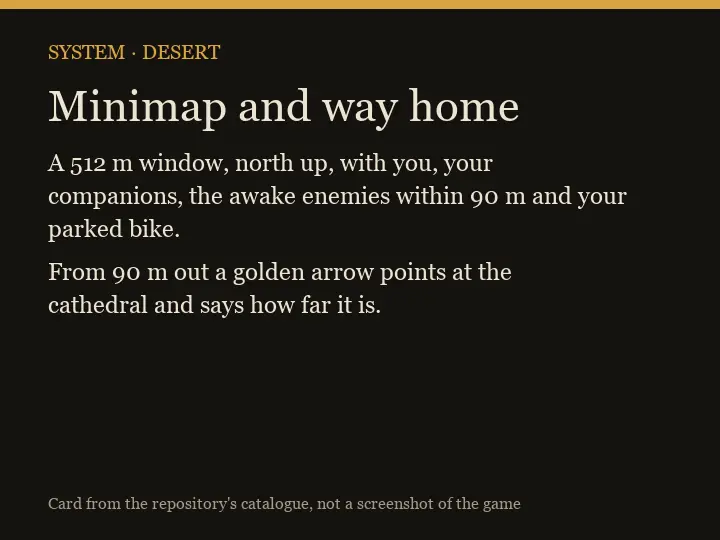 SYSTEM · DESERT
Minimap and way home
A 512 m window, north up, with you, your
companions, the awake enemies within 90 m and your
parked bike.
From 90 m out a golden arrow points at the
cathedral and says how far it is.
Card from the repository's catalogue, not a screenshot of the game